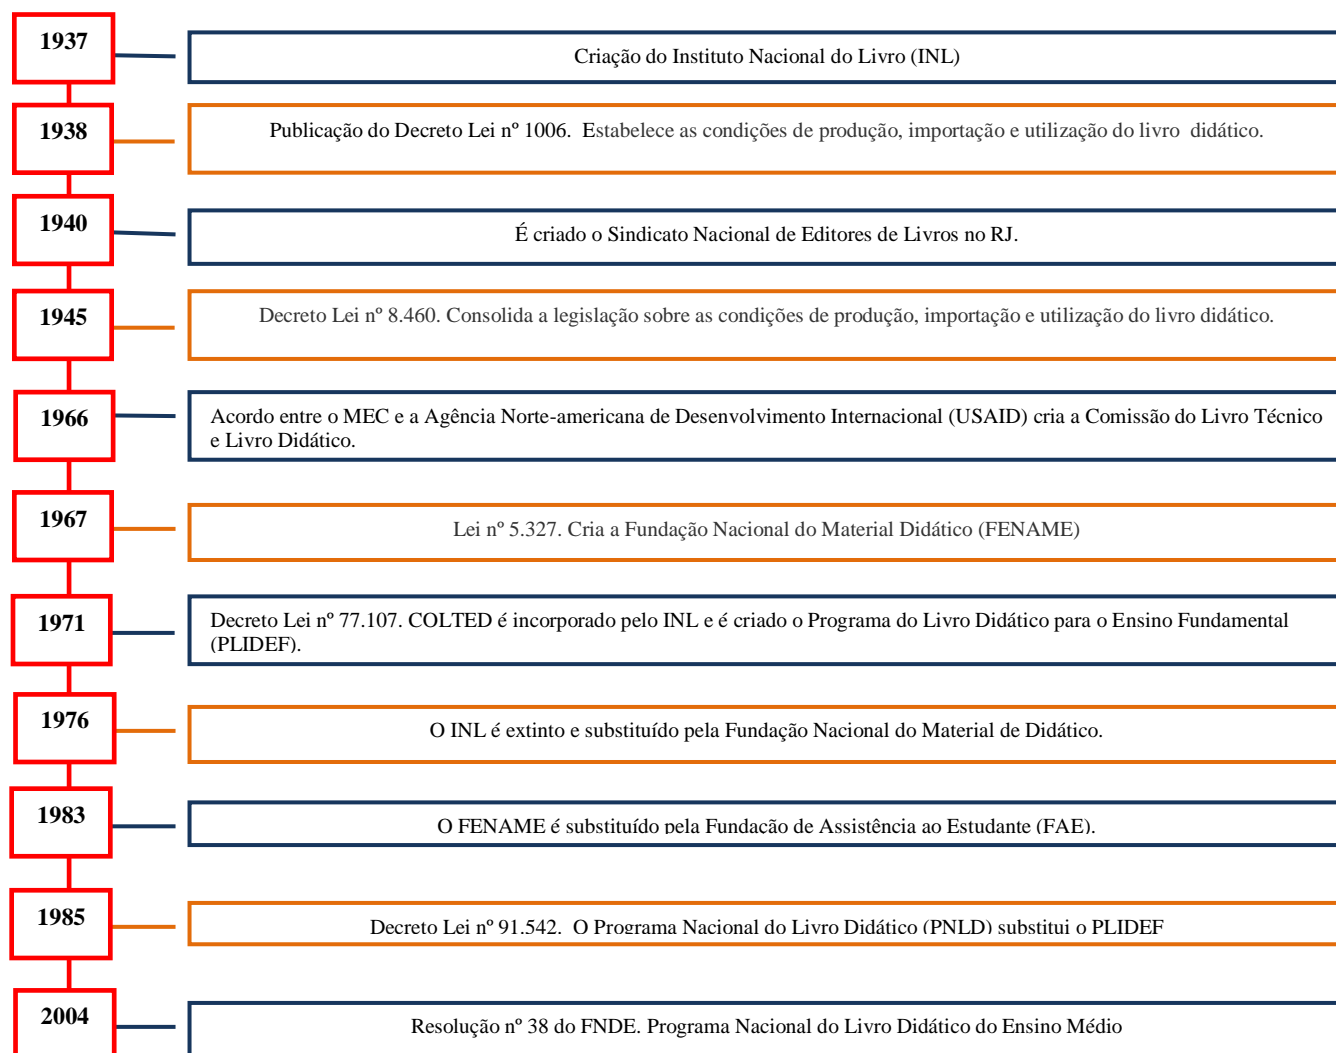 1937
Criação do Instituto Nacional do Livro (INL)
1938
Publicação do Decreto Lei nº 1006. Estabelece as condições de produção, importação e utilização do livro didático.
1940
É criado o Sindicato Nacional de Editores de Livros no RJ.
1945
Decreto Lei nº 8.460. Consolida a legislação sobre as condições de produção, importação e utilização do livro didático.
1966
Acordo entre o MEC e a Agência Norte-americana de Desenvolvimento Internacional (USAID) cria a Comissão do Livro Técnico
e Livro Didático.
1967
Lei nº 5.327. Cria a Fundação Nacional do Material Didático (FENAME)
1971
Decreto Lei nº 77.107. COLTED é incorporado pelo INL e é criado o Programa do Livro Didático para o Ensino Fundamental
(PLIDEF).
1976
O INL é extinto e substituído pela Fundação Nacional do Material de Didático.
1983
O FENAME é substituído pela Fundação de Assistência ao Estudante (FAE).
1985
Decreto Lei nº 91.542. O Programa Nacional do Livro Didático (PNLD) substitui o PLIDEF
2004
Resolução nº 38 do FNDE. Programa Nacional do Livro Didático do Ensino Médio